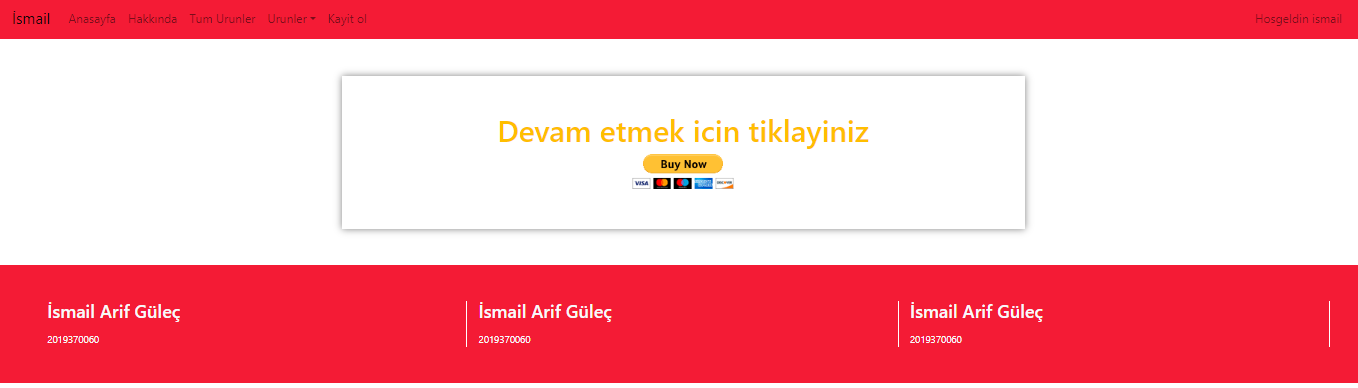 İsmail Anasayfa Hakkında Tum Urunler Urunler Kayit ol Hosgeldin ismail
Devam etmek icin tiklayiniz
Buy Now
VISA
İsmail Arif Güleç İsmail Arif Güleç İsmail Arif Güleç
2019370060 2019370060 2019370060